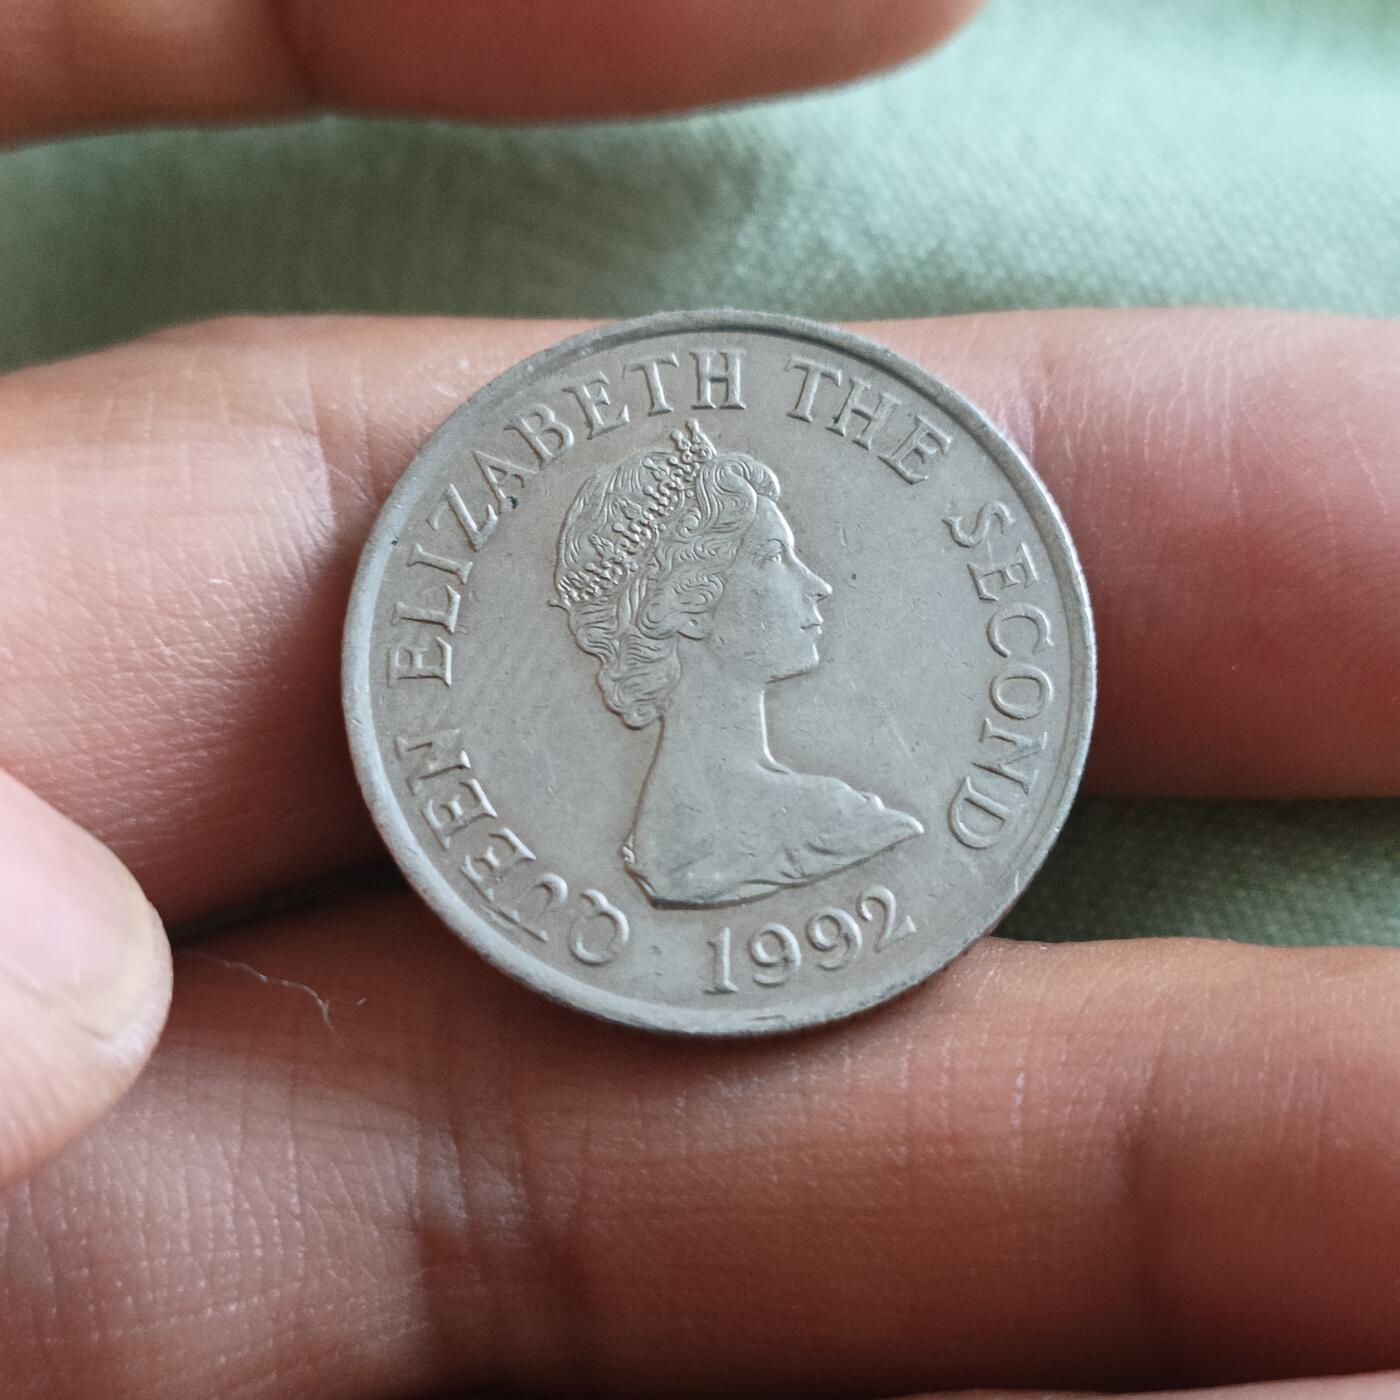 QUEEN ELIZABETH THE SECOND
1992